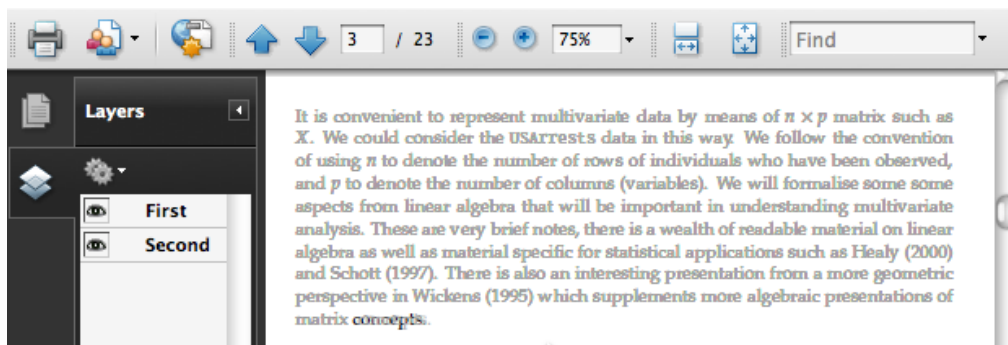 3 / 23 75% Find
Layers
First
Second
It is convenient to represent multivariate data by means of n × p matrix such as
X. We could consider the USArrests data in this way. We follow the convention
of using n to denote the number of rows of individuals who have been observed,
and p to denote the number of columns (variables). We will formalise some some
aspects from linear algebra that will be important in understanding multivariate
analysis. These are very brief notes, there is a wealth of readable material on linear
algebra as well as material specific for statistical applications such as Healy (2000)
and Schott (1997). There is also an interesting presentation from a more geometric
perspective in Wickens (1995) which supplements more algebraic presentations of
matrix concepts.